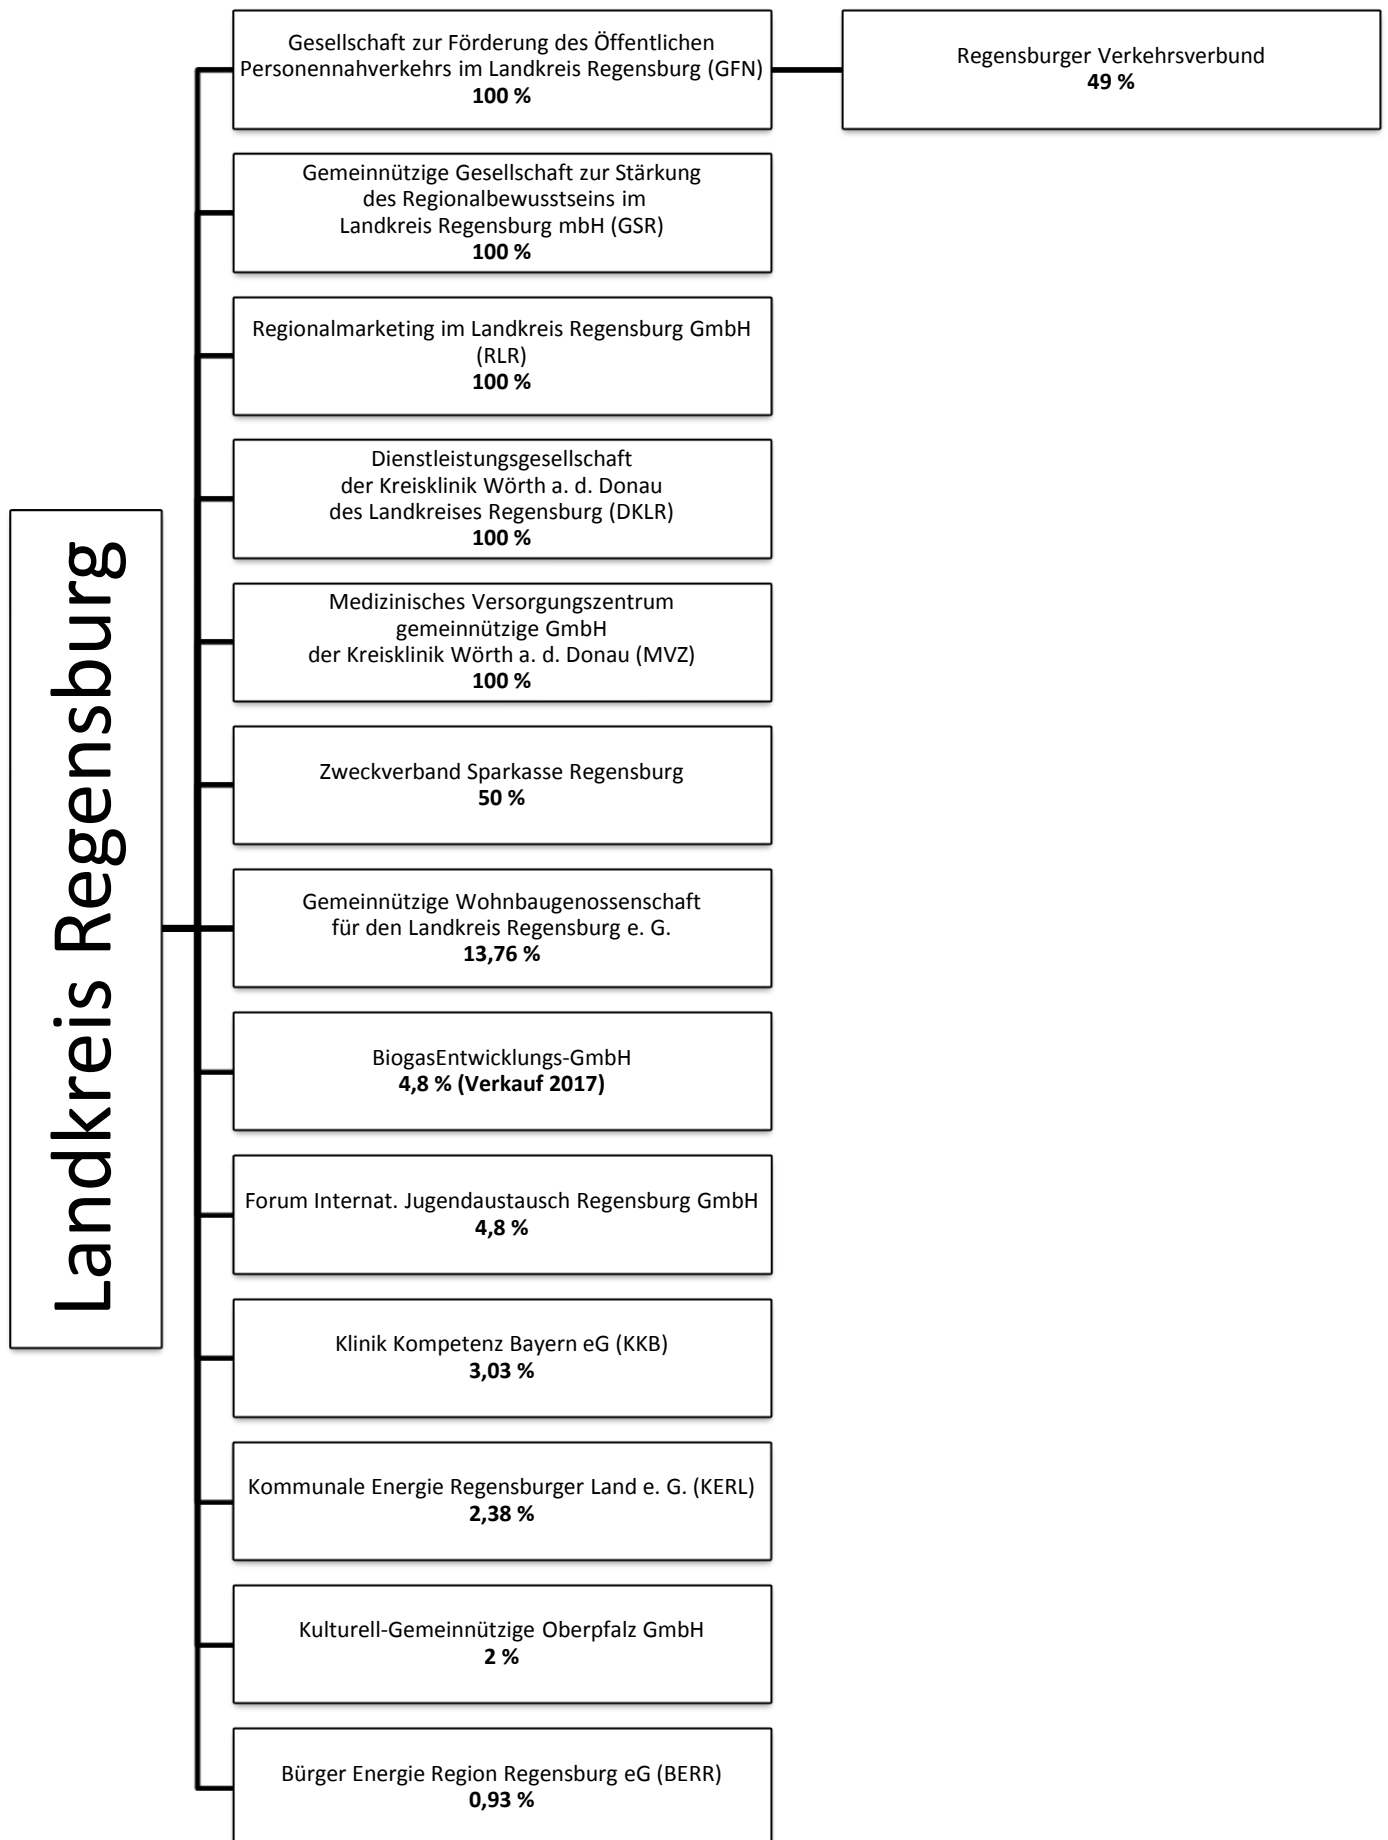 Landkreis Regensburg
Gesellschaft zur Förderung des Öffentlichen
Personennahverkehrs im Landkreis Regensburg (GFN)
100 %
Regensburger Verkehrsverbund
49 %
Gemeinnützige Gesellschaft zur Stärkung
des Regionalbewusstseins im
Landkreis Regensburg mbH (GSR)
100 %
Regionalmarketing im Landkreis Regensburg GmbH
(RLR)
100 %
Dienstleistungsgesellschaft
der Kreisklinik Wörth a. d. Donau
des Landkreises Regensburg (DKLR)
100 %
Medizinisches Versorgungszentrum
gemeinnützige GmbH
der Kreisklinik Wörth a. d. Donau (MVZ)
100 %
Zweckverband Sparkasse Regensburg
50 %
Gemeinnützige Wohnbaugenossenschaft
für den Landkreis Regensburg e. G.
13,76 %
BiogasEntwicklungs-GmbH
4,8 % (Verkauf 2017)
Forum Internat. Jugendaustausch Regensburg GmbH
4,8 %
Klinik Kompetenz Bayern eG (KKB)
3,03 %
Kommunale Energie Regensburger Land e. G. (KERL)
2,38 %
Kulturell-Gemeinnützige Oberpfalz GmbH
2 %
Bürger Energie Region Regensburg eG (BERR)
0,93 %